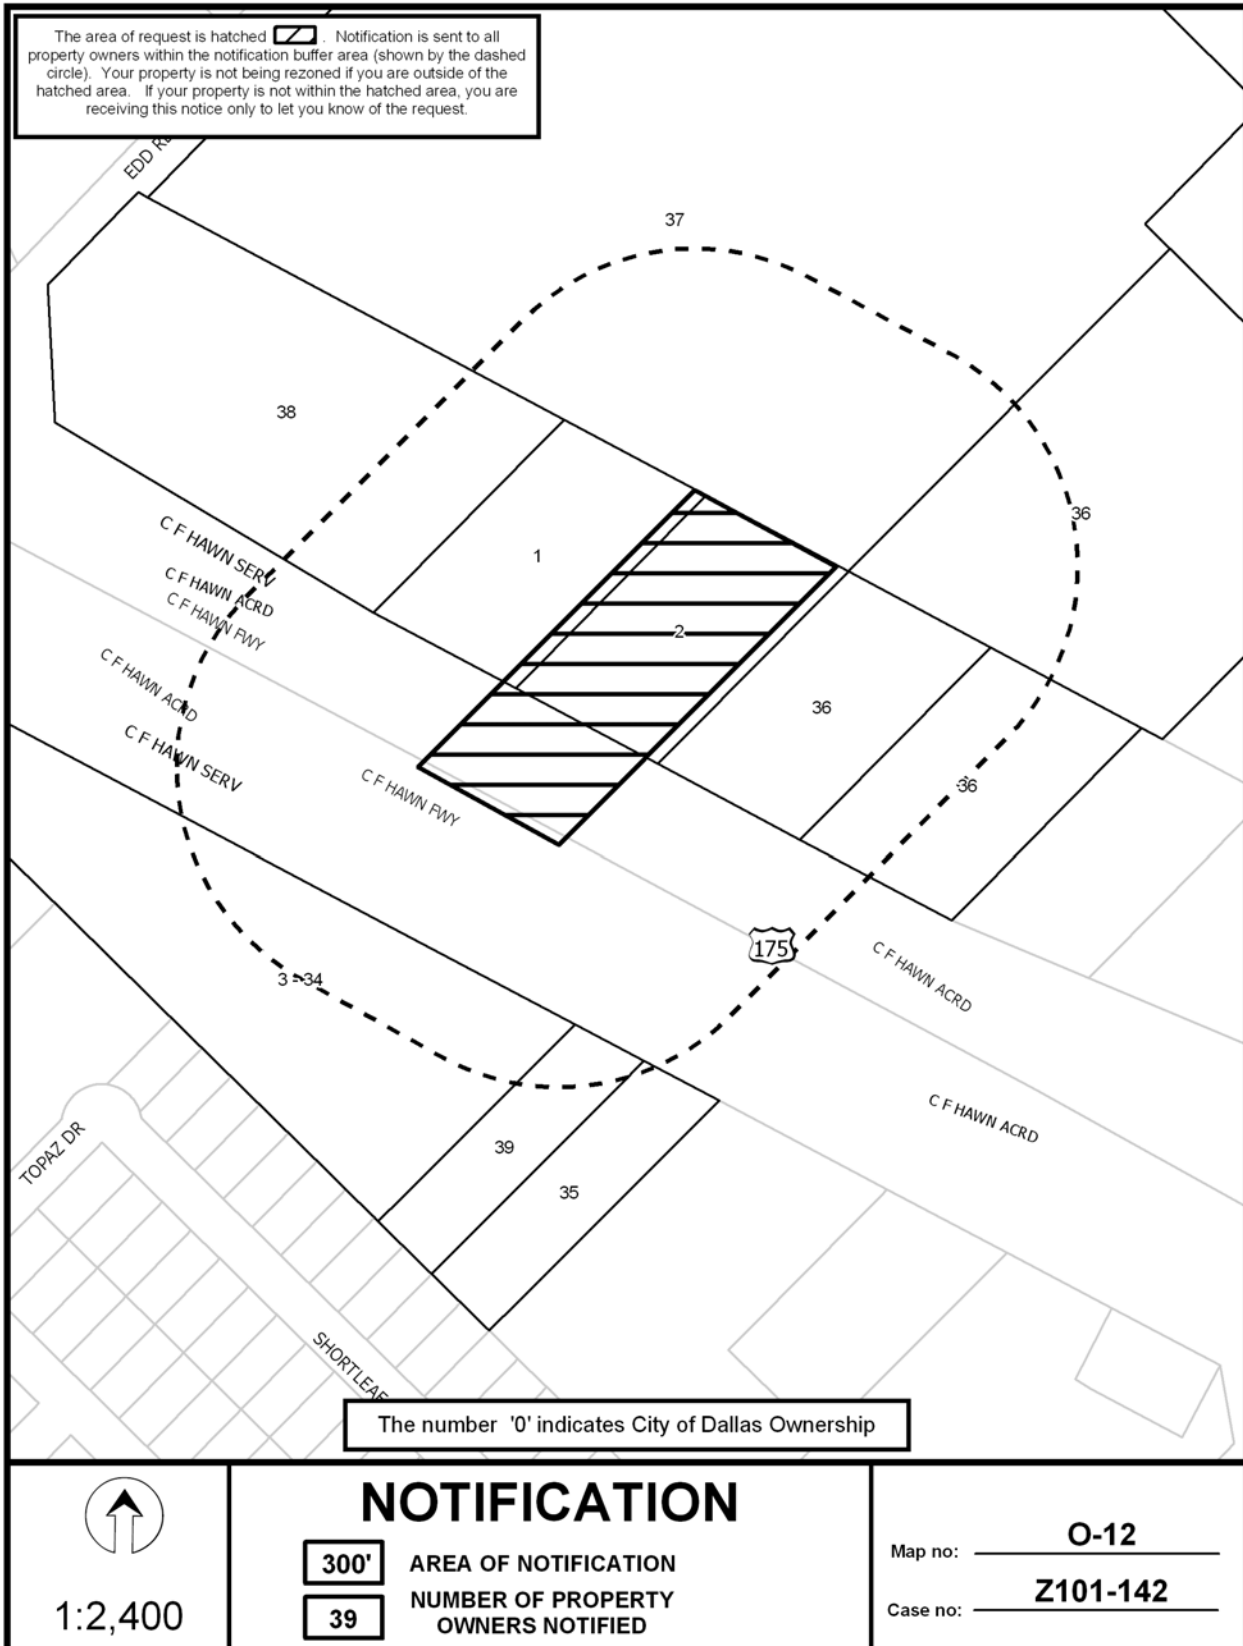 The area of request is hatched . Notification is sent to all
property owners within the notification buffer area (shown by the dashed
circle). Your property is not being rezoned if you are outside of the
hatched area. If your property is not within the hatched area, you are
receiving this notice only to let you know of the request.
EDD
37
38
36
1
2
36
36
C F HAWN SERV
C F HAWN ACRD
C F HAWN FWY
C F HAWN ACRD
C F HAWN SERV
C F HAWN FWY
175
C F HAWN ACRD
3 - 34
C F HAWN ACRD
39
35
TOPAZ DR
SHORTLEAF
The number '0' indicates City of Dallas Ownership
1:2,400
NOTIFICATION
300' AREA OF NOTIFICATION
39 NUMBER OF PROPERTY
OWNERS NOTIFIED
Map no: O-12
Case no: Z101-142